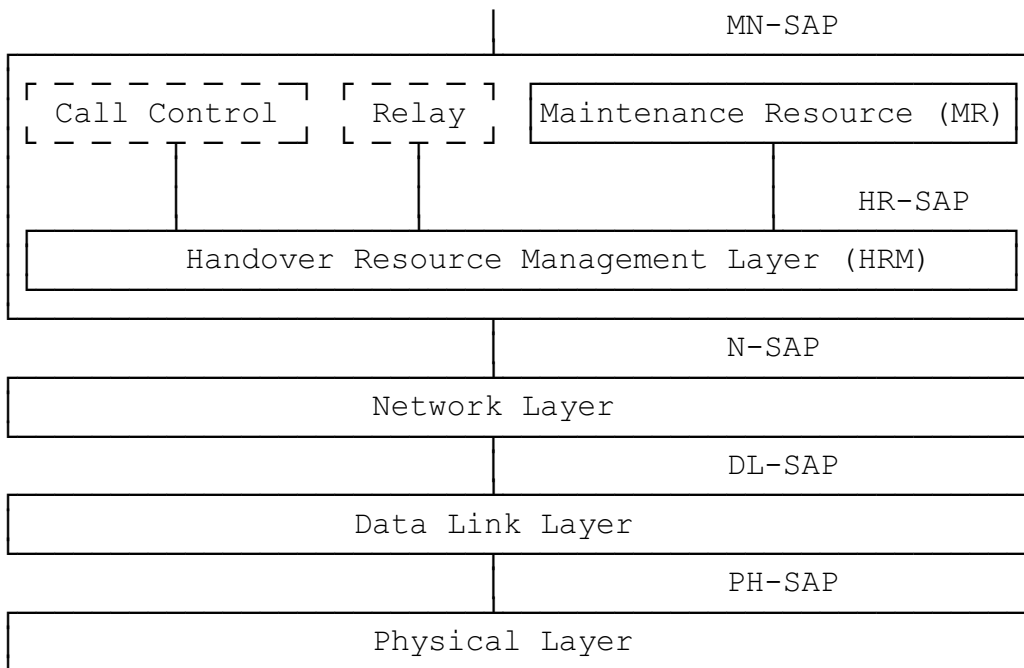 MN-SAP
Call Control Relay Maintenance Resource (MR)
HR-SAP
Handover Resource Management Layer (HRM)
N-SAP
Network Layer
DL-SAP
Data Link Layer
PH-SAP
Physical Layer